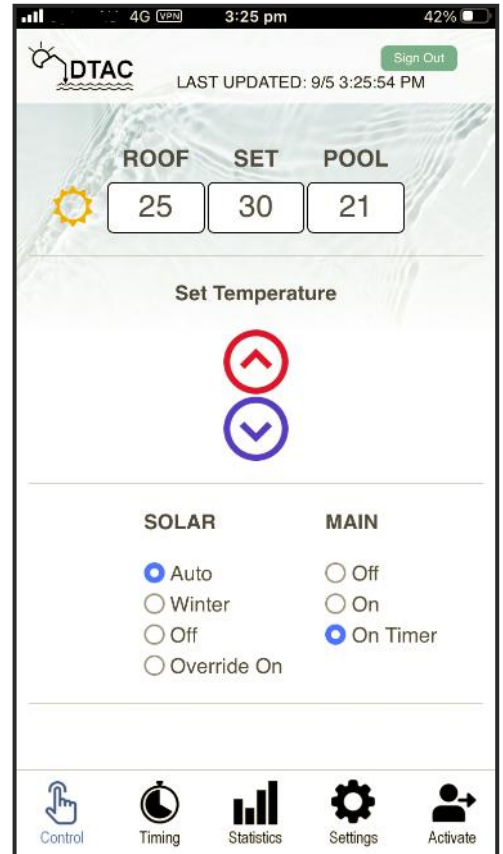 4G VPN 3:25 pm 42%
DTAC
Sign Out
LAST UPDATED: 9/5 3:25:54 PM
ROOF SET POOL
25 30 21
Set Temperature
SOLAR MAIN
Auto Off
Winter On
Off On Timer
Override On
Control Timing Statistics Settings Activate